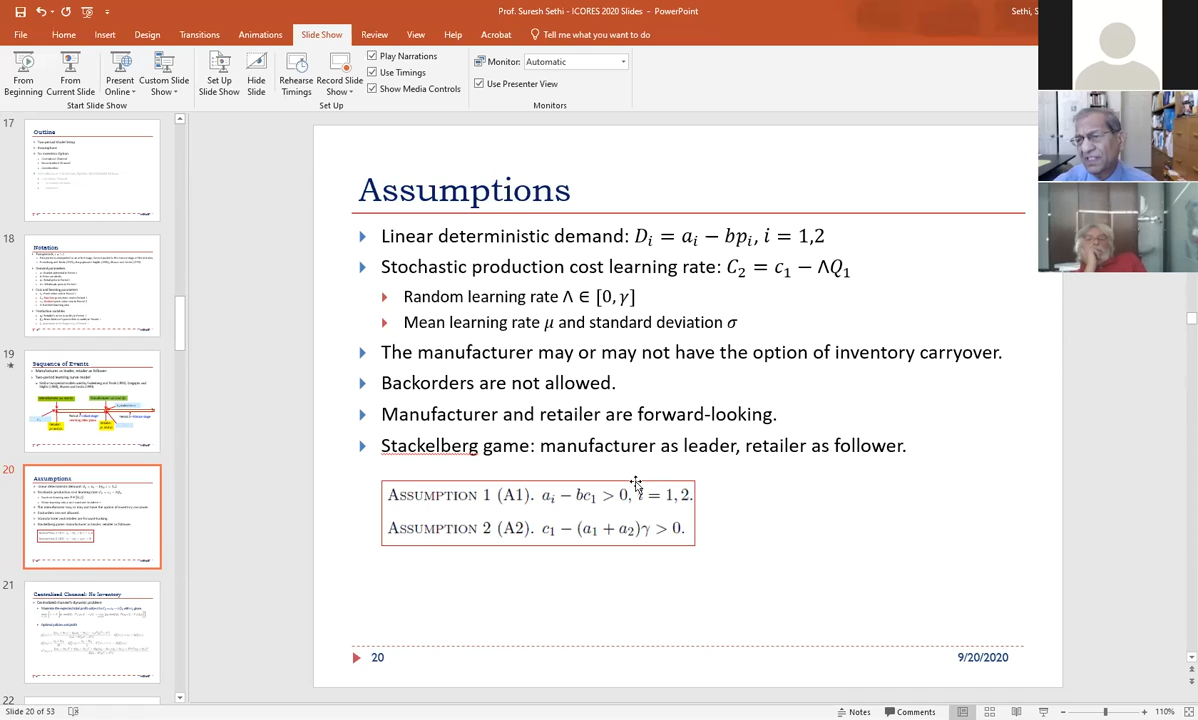 Prof. Suresh Sethi - ICORES 2020 Slides - PowerPoint
Sethi, S
File Home Insert Design Transitions Animations Slide Show Review View Help Acrobat Tell me what you want to do
From Beginning
From Current Slide
Present Online
Custom Slide Show
Start Slide Show
Set Up Slide Show
Hide Slide
Rehearse Timings
Record Slide Show
Play Narrations
Use Timings
Show Media Controls
Set Up
Monitor: Automatic
Use Presenter View
Monitors
17
Outline
18
Notation
19
Sequence of Events
20
Assumptions
21
Centralized Channel: No Inventory
22
Assumptions
Linear deterministic demand: Dᵢ = aᵢ − bpᵢ, i = 1,2
Stochastic production cost learning rate: C₂ = c₁ − ΛQ₁
Random learning rate Λ ∈ [0, γ]
Mean learning rate μ and standard deviation σ
The manufacturer may or may not have the option of inventory carryover.
Backorders are not allowed.
Manufacturer and retailer are forward-looking.
Stackelberg game: manufacturer as leader, retailer as follower.
ASSUMPTION 1 (A1). aᵢ − bc₁ > 0, i = 1, 2.
ASSUMPTION 2 (A2). c₁ − (a₁ + a₂)γ > 0.
20
9/20/2020
Slide 20 of 53
Notes
Comments
110%